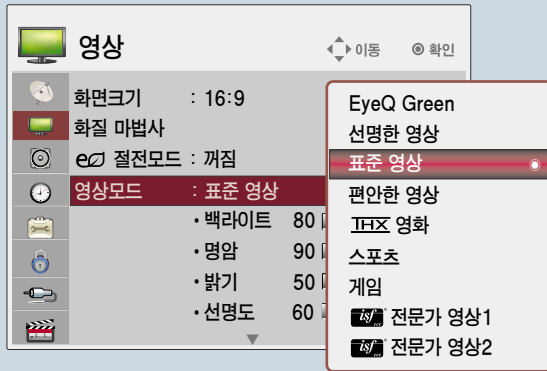 영상
이동 확인
화면크기 : 16:9
화질 마법사
eco 절전모드 : 꺼짐
영상모드 : 표준 영상
• 백라이트 80
• 명암 90
• 밝기 50
• 선명도 60
EyeQ Green
선명한 영상
표준 영상
편안한 영상
THX 영화
스포츠
게임
isf ccc 전문가 영상1
isf ccc 전문가 영상2